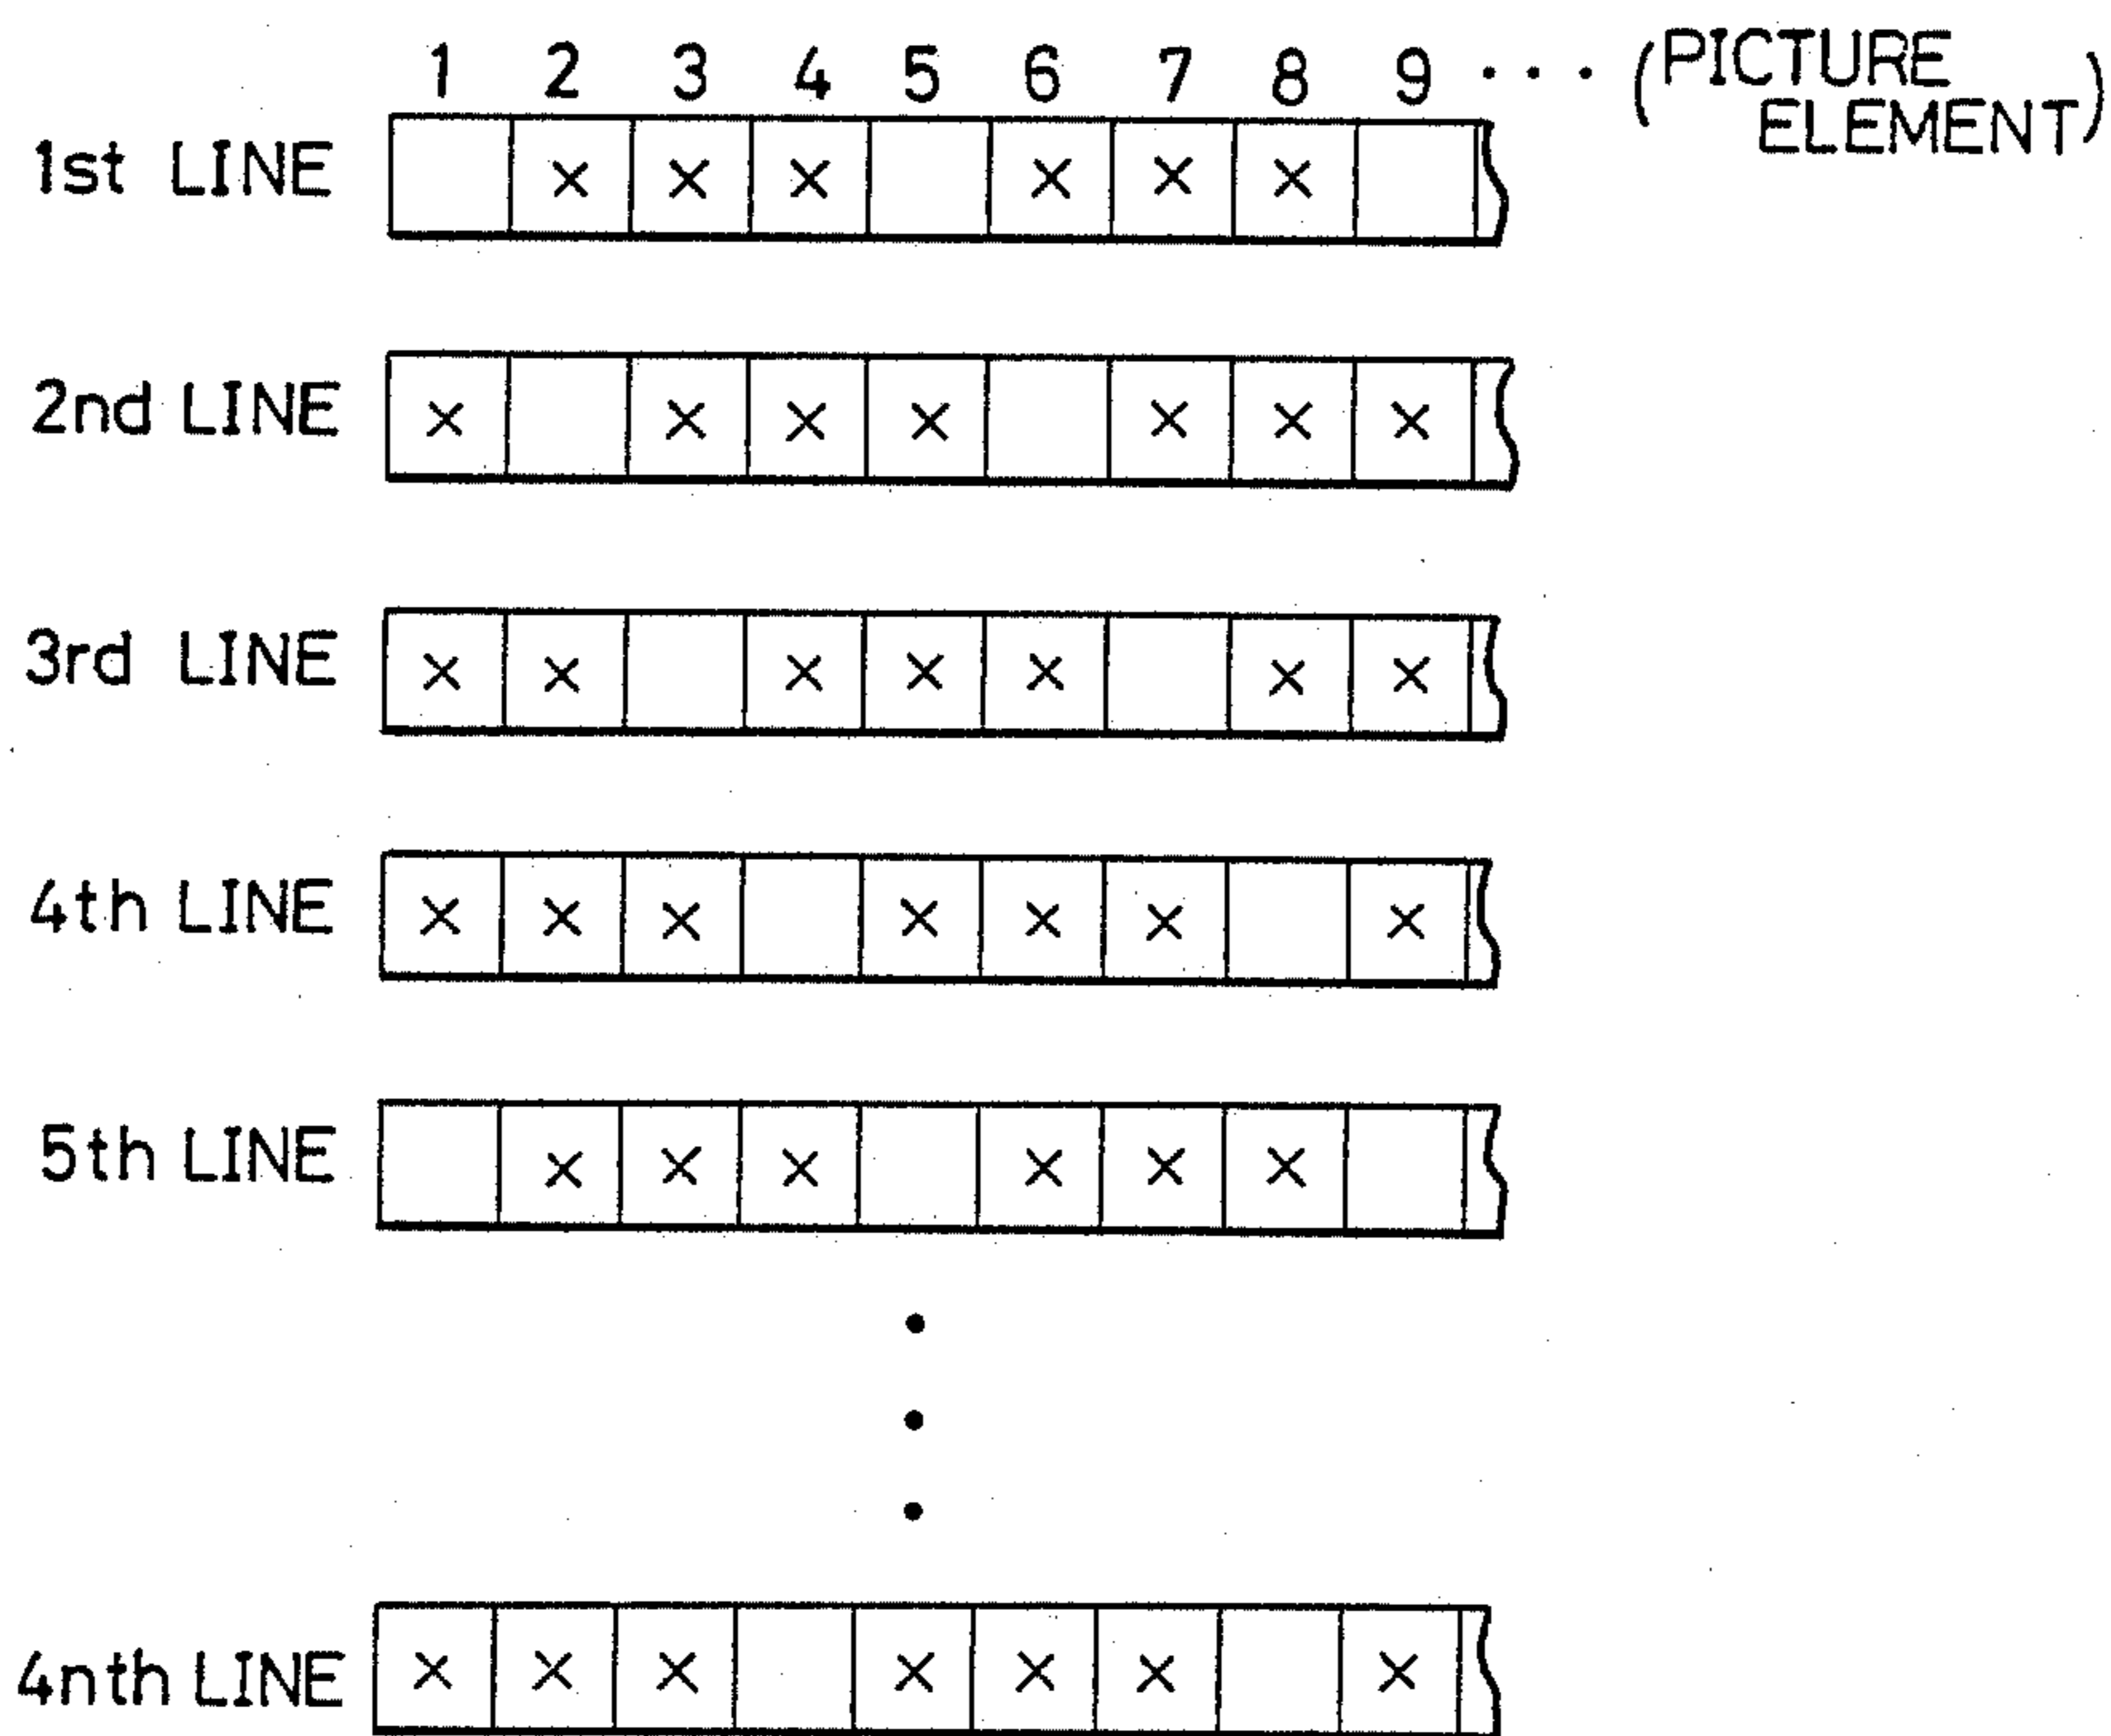 1 2 3 4 5 6 7 8 9 ... (PICTURE
ELEMENT)
1st LINE × × × × × ×
2nd LINE × × × × × × ×
3rd LINE × × × × × × ×
4th LINE × × × × × × ×
5th LINE × × × × × ×
4nth LINE × × × × × × ×